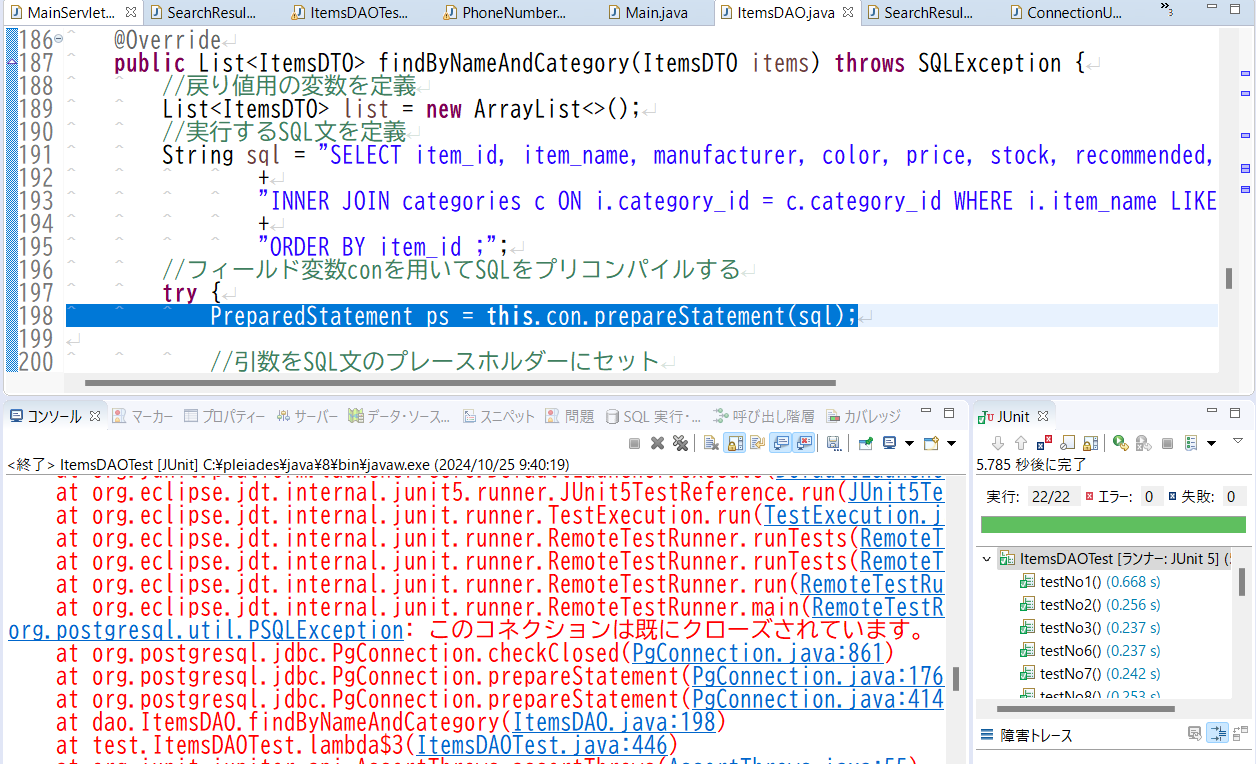 MainServlet...
SearchResul...
ItemsDAOTes...
PhoneNumber...
Main.java
ItemsDAO.java
SearchResul...
ConnectionU...
»3
186 @Override
187 public List<ItemsDTO> findByNameAndCategory(ItemsDTO items) throws SQLException {
188 //戻り値用の変数を定義
189 List<ItemsDTO> list = new ArrayList<>();
190 //実行するSQL文を定義
191 String sql = "SELECT item_id, item_name, manufacturer, color, price, stock, recommended,
192 +
193 "INNER JOIN categories c ON i.category_id = c.category_id WHERE i.item_name LIKE
194 +
195 "ORDER BY item_id ;";
196 //フィールド変数conを用いてSQLをプリコンパイルする
197 try {
198 PreparedStatement ps = this.con.prepareStatement(sql);
199
200 //引数をSQL文のプレースホルダーにセット
コンソール
マーカー
プロパティー
サーバー
データ・ソース...
スニペット
問題
SQL 実行・...
呼び出し階層
カバレッジ
<終了> ItemsDAOTest [JUnit] C:¥pleiades¥java¥8¥bin¥javaw.exe (2024/10/25 9:40:19)
at org.eclipse.jdt.internal.junit5.runner.JUnit5TestReference.run(JUnit5Te
at org.eclipse.jdt.internal.junit.runner.TestExecution.run(TestExecution.j
at org.eclipse.jdt.internal.junit.runner.RemoteTestRunner.runTests(RemoteT
at org.eclipse.jdt.internal.junit.runner.RemoteTestRunner.runTests(RemoteT
at org.eclipse.jdt.internal.junit.runner.RemoteTestRunner.run(RemoteTestRu
at org.eclipse.jdt.internal.junit.runner.RemoteTestRunner.main(RemoteTestR
org.postgresql.util.PSQLException: このコネクションは既にクローズされています。
at org.postgresql.jdbc.PgConnection.checkClosed(PgConnection.java:861)
at org.postgresql.jdbc.PgConnection.prepareStatement(PgConnection.java:176
at org.postgresql.jdbc.PgConnection.prepareStatement(PgConnection.java:414
at dao.ItemsDAO.findByNameAndCategory(ItemsDAO.java:198)
at test.ItemsDAOTest.lambda$3(ItemsDAOTest.java:446)
at org.junit.jupiter.api.AssertThrows.assertThrows(AssertThrows.java:55)
JUnit
5.785 秒後に完了
実行: 22/22 エラー: 0 失敗: 0
ItemsDAOTest [ランナー: JUnit 5] (
testNo1() (0.668 s)
testNo2() (0.256 s)
testNo3() (0.237 s)
testNo6() (0.237 s)
testNo7() (0.242 s)
testNo8() (0.253 s)
障害トレース